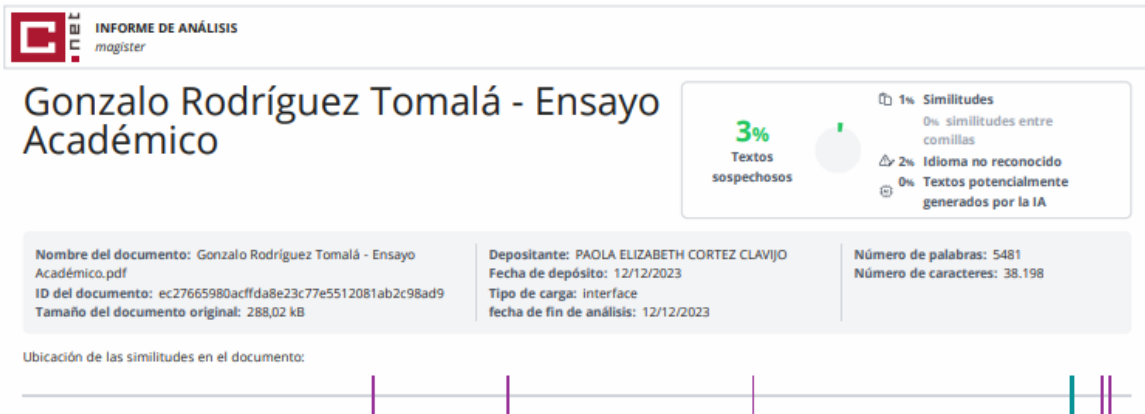 C
.net
INFORME DE ANÁLISIS
magister
Gonzalo Rodríguez Tomalá - Ensayo
Académico
3%
Textos
sospechosos
1% Similitudes
0% similitudes entre
comillas
2% Idioma no reconocido
0% Textos potencialmente
generados por la IA
Nombre del documento: Gonzalo Rodríguez Tomalá - Ensayo
Académico.pdf
ID del documento: ec27665980acffda8e23c77e5512081ab2c98ad9
Tamaño del documento original: 288,02 kB
Depositante: PAOLA ELIZABETH CORTEZ CLAVIJO
Fecha de depósito: 12/12/2023
Tipo de carga: interface
fecha de fin de análisis: 12/12/2023
Número de palabras: 5481
Número de caracteres: 38.198
Ubicación de las similitudes en el documento: